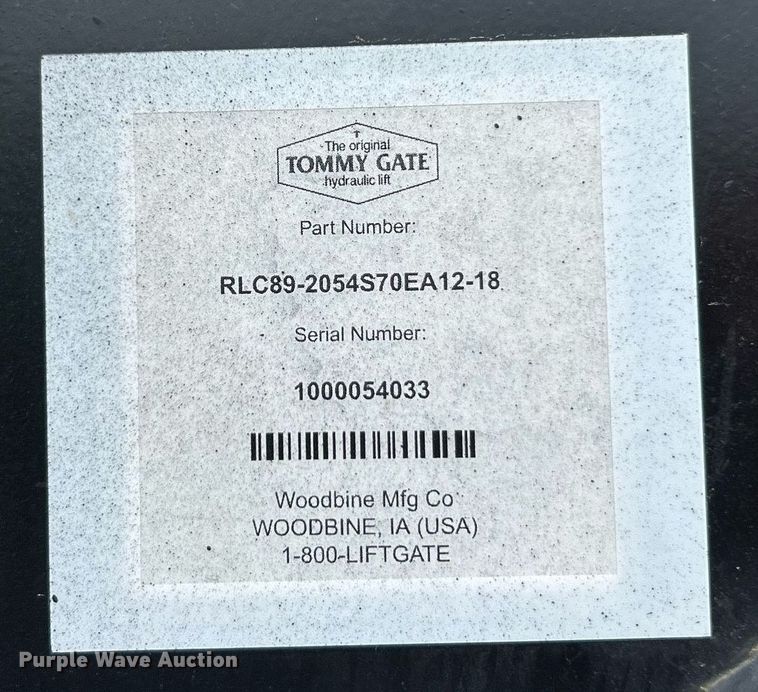 The original
TOMMY GATE
hydraulic lift
Part Number:
RLC89-2054S70EA12-18
Serial Number:
1000054033
Woodbine Mfg Co
WOODBINE, IA (USA)
1-800-LIFTGATE
Purple Wave Auction